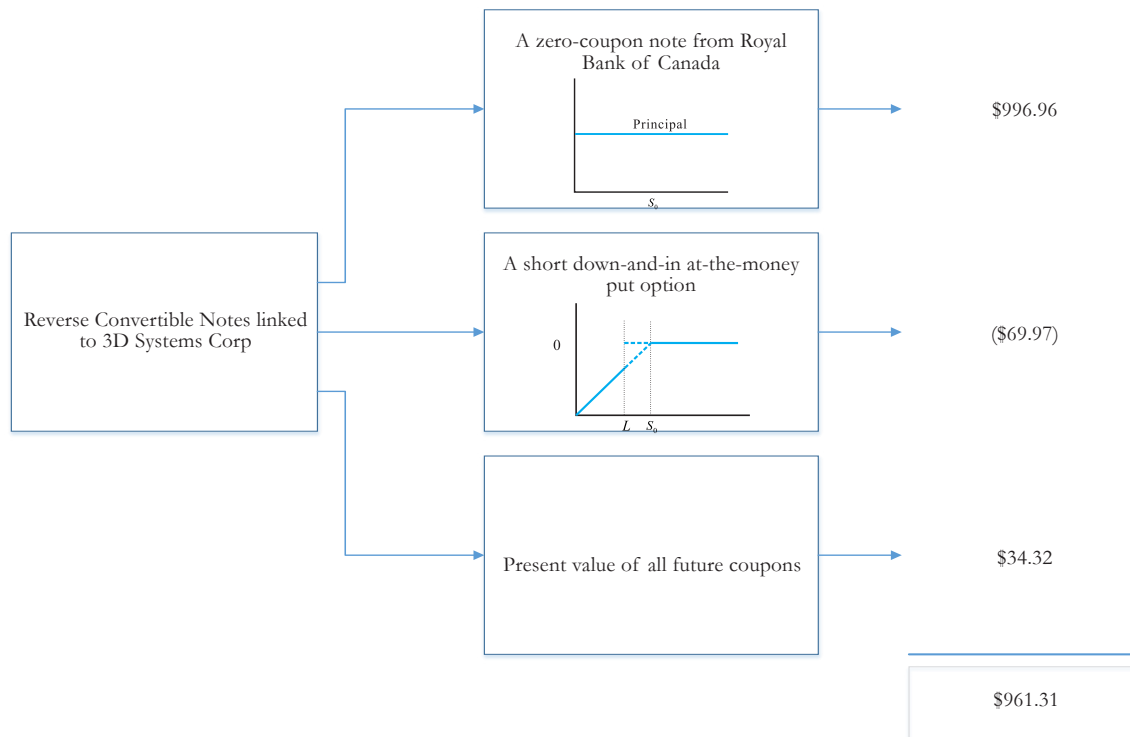 A zero-coupon note from Royal
Bank of Canada
Principal
S₀
$996.96
Reverse Convertible Notes linked
to 3D Systems Corp
A short down-and-in at-the-money
put option
0
L S₀
($69.97)
Present value of all future coupons
$34.32
$961.31